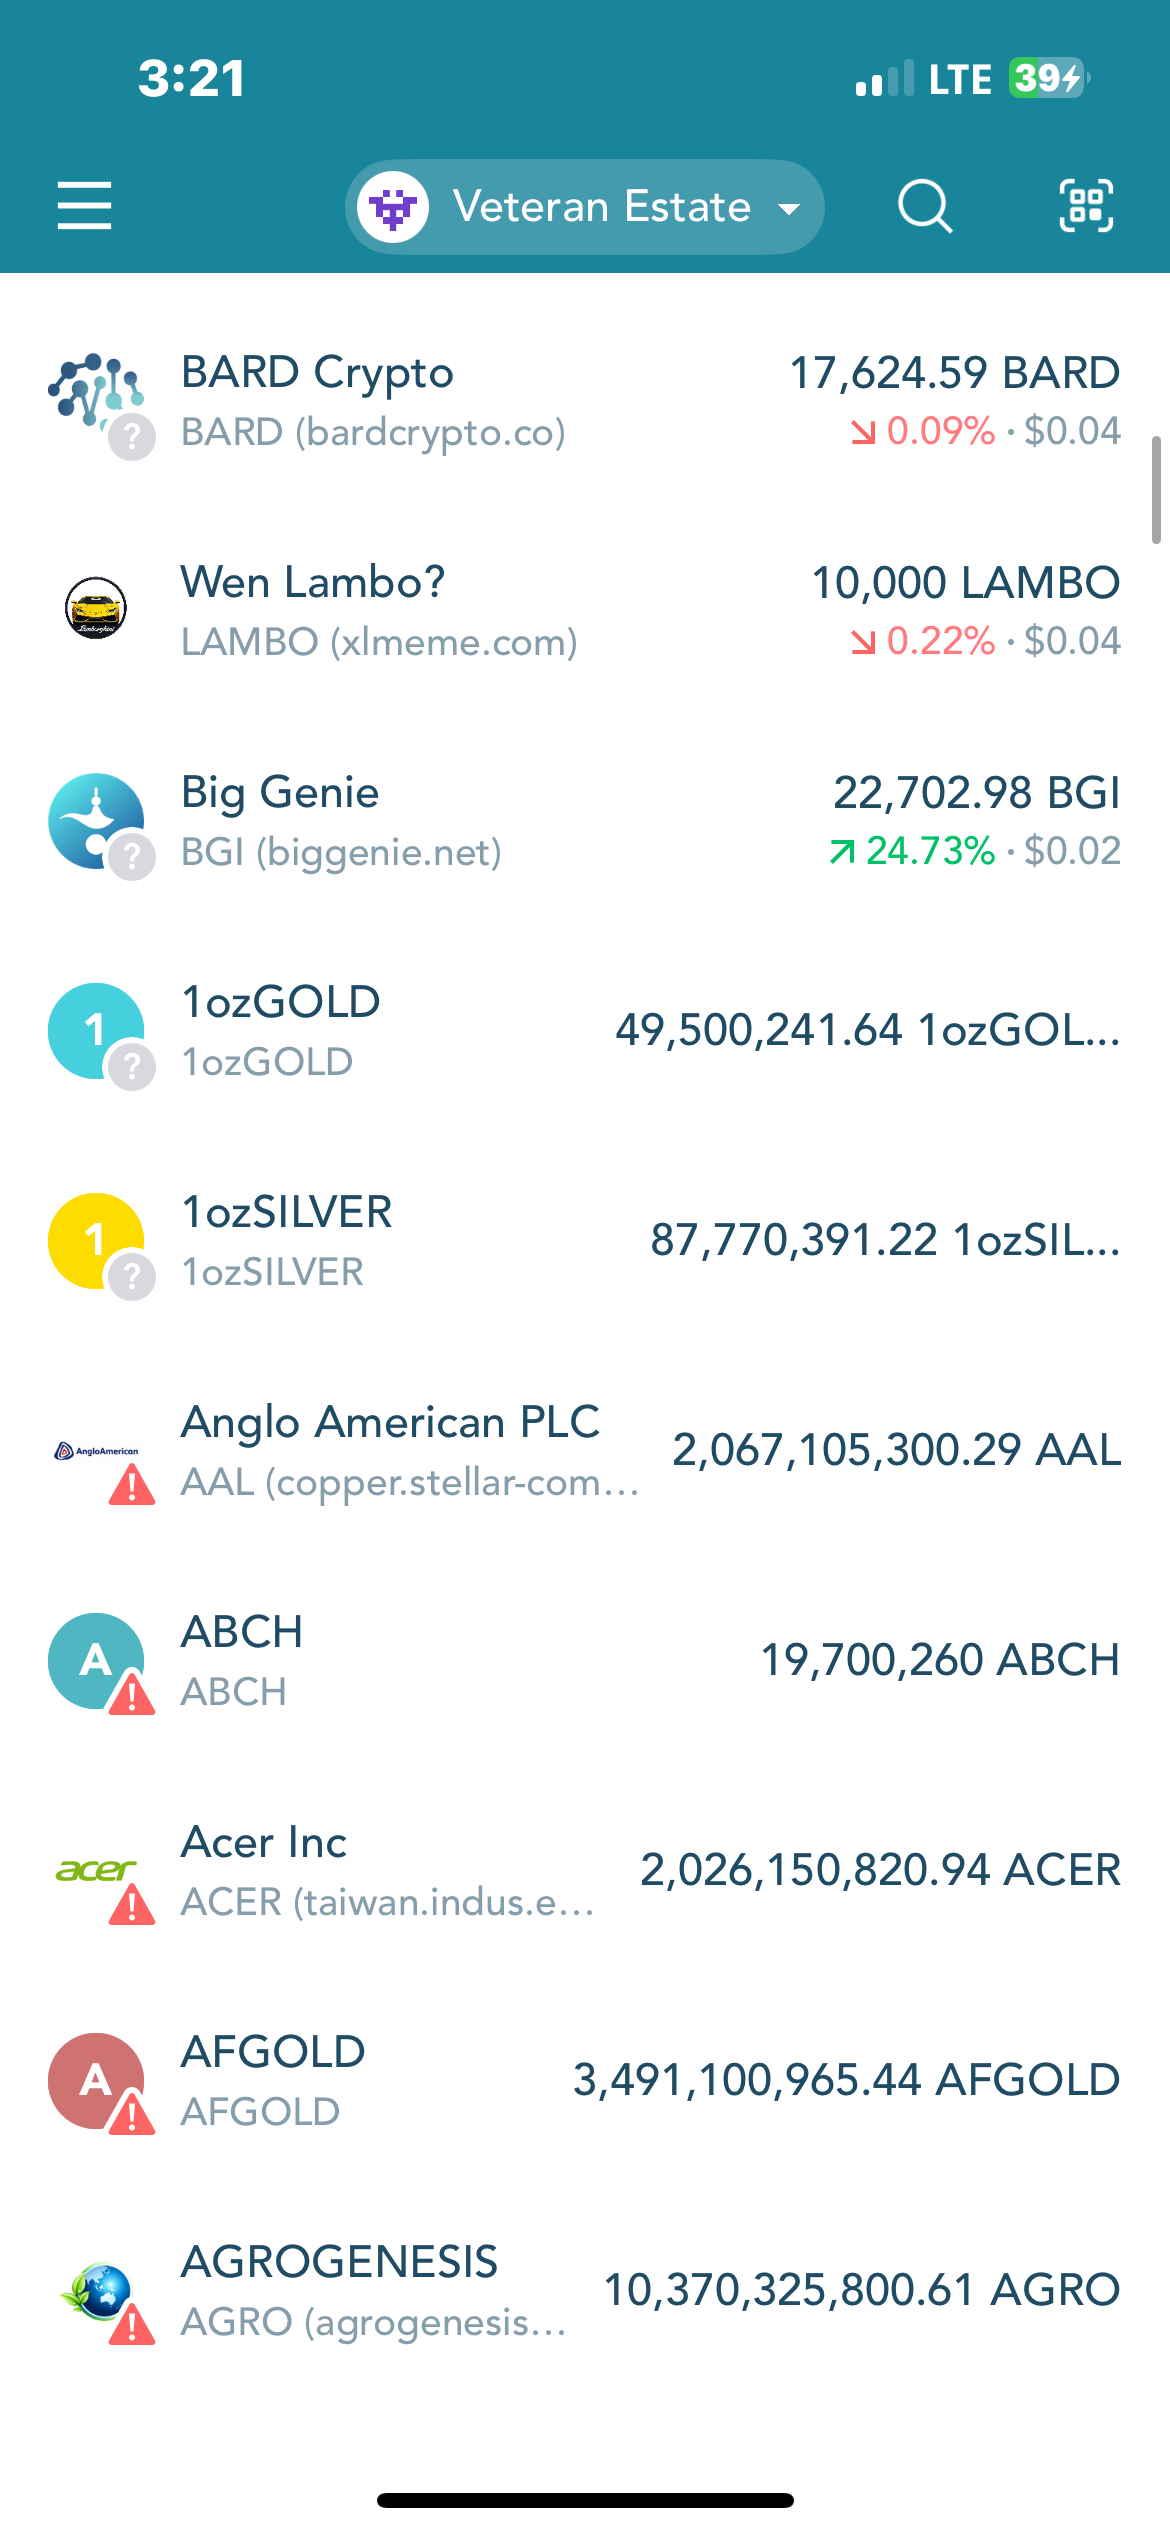 3:21
LTE 39
Veteran Estate
BARD Crypto
17,624.59 BARD
BARD (bardcrypto.co)
0.09% · $0.04
Wen Lambo?
10,000 LAMBO
LAMBO (xlmeme.com)
0.22% · $0.04
Big Genie
22,702.98 BGI
BGI (biggenie.net)
24.73% · $0.02
1
?
1ozGOLD
49,500,241.64 1ozGOL...
1ozGOLD
1
?
1ozSILVER
87,770,391.22 1ozSIL...
1ozSILVER
AngloAmerican
Anglo American PLC
2,067,105,300.29 AAL
AAL (copper.stellar-com...
A
ABCH
19,700,260 ABCH
ABCH
acer
Acer Inc
2,026,150,820.94 ACER
ACER (taiwan.indus.e...
A
AFGOLD
3,491,100,965.44 AFGOLD
AFGOLD
AGROGENESIS
10,370,325,800.61 AGRO
AGRO (agrogenesis...